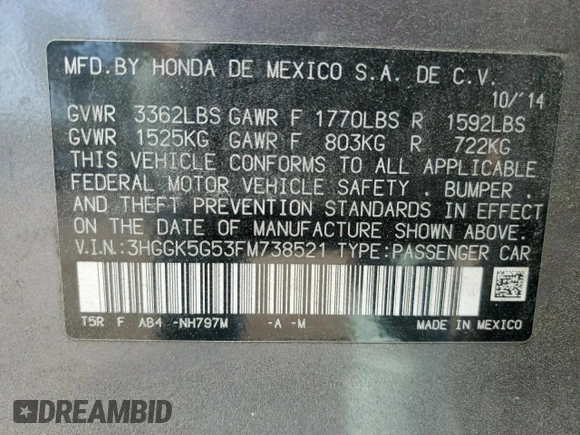 MFD.BY HONDA DE MEXICO S.A. DE C.V.
10/'14
GVWR 3362LBS GAWR F 1770LBS R 1592LBS
GVWR 1525KG GAWR F 803KG R 722KG
THIS VEHICLE CONFORMS TO ALL APPLICABLE
FEDERAL MOTOR VEHICLE SAFETY , BUMPER ,
AND THEFT PREVENTION STANDARDS IN EFFECT
ON THE DATE OF MANUFACTURE SHOWN ABOVE.
V.I.N.:3HGGK5G53FM738521 TYPE:PASSENGER CAR
T5R F AB4 -NH797M -A -M MADE IN MEXICO
DREAMBID